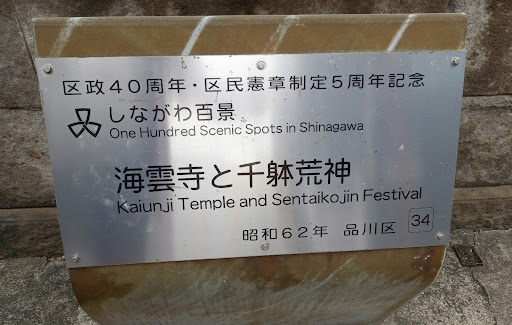 区政40周年・区民憲章制定5周年記念
しながわ百景
One Hundred Scenic Spots in Shinagawa
海雲寺と千躰荒神
Kaiunji Temple and Sentaikojin Festival
昭和62年 品川区 34